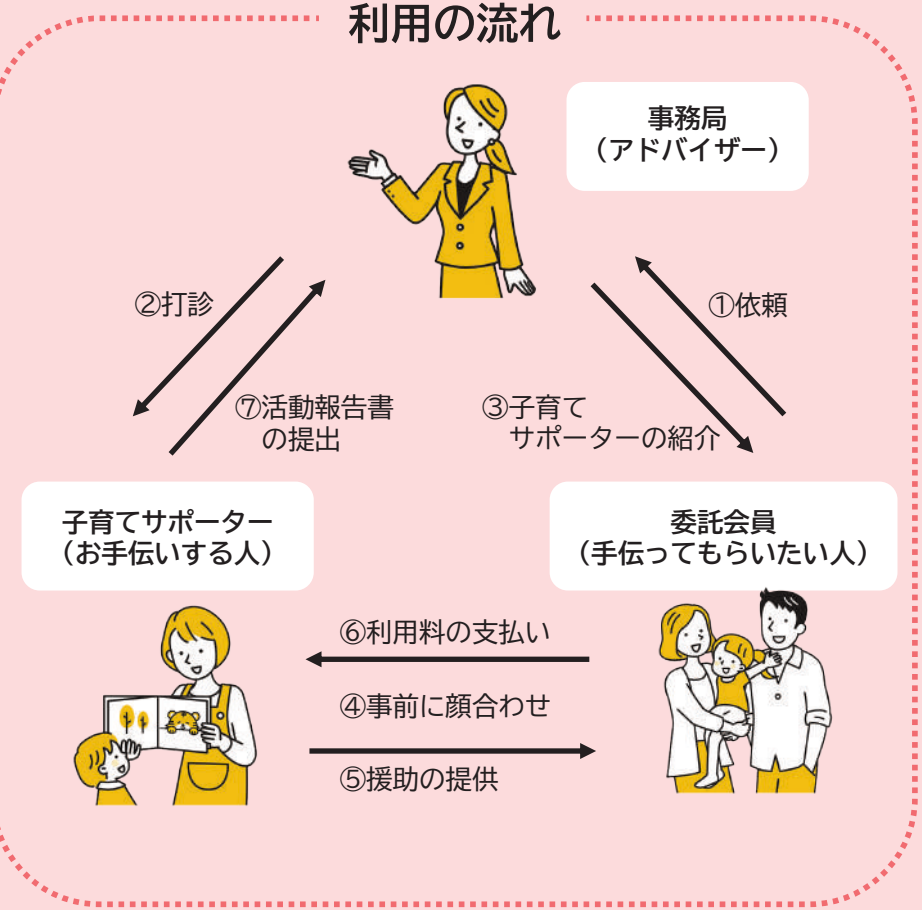 利用の流れ
事務局
（アドバイザー）
②打診
①依頼
⑦活動報告書
の提出
③子育て
サポーターの紹介
子育てサポーター
（お手伝いする人）
委託会員
（手伝ってもらいたい人）
⑥利用料の支払い
④事前に顔合わせ
⑤援助の提供